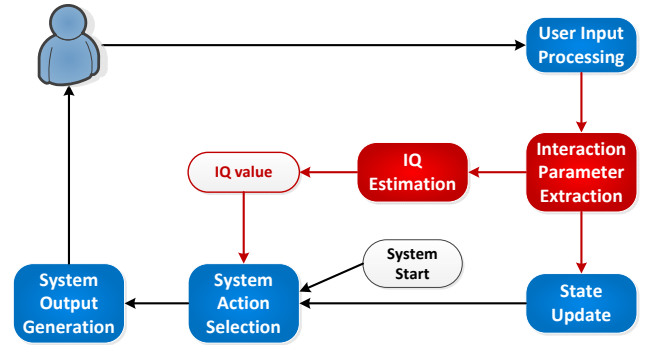 User Input
Processing
IQ value
IQ
Estimation
Interaction
Parameter
Extraction
System
Start
System
Output
Generation
System
Action
Selection
State
Update